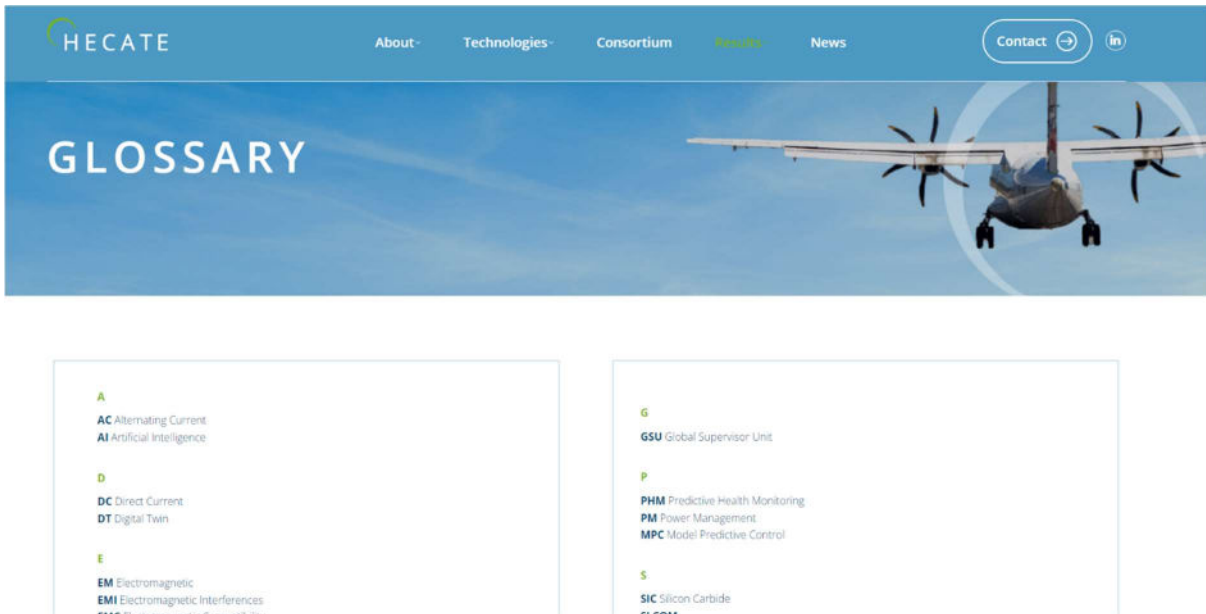 HECATE
About
Technologies
Consortium
Results
News
Contact
in
GLOSSARY
A
AC Alternating Current
AI Artificial Intelligence
D
DC Direct Current
DT Digital Twin
E
EM Electromagnetic
EMI Electromagnetic Interferences
G
GSU Global Supervisor Unit
P
PHM Predictive Health Monitoring
PM Power Management
MPC Model Predictive Control
S
SIC Silicon Carbide